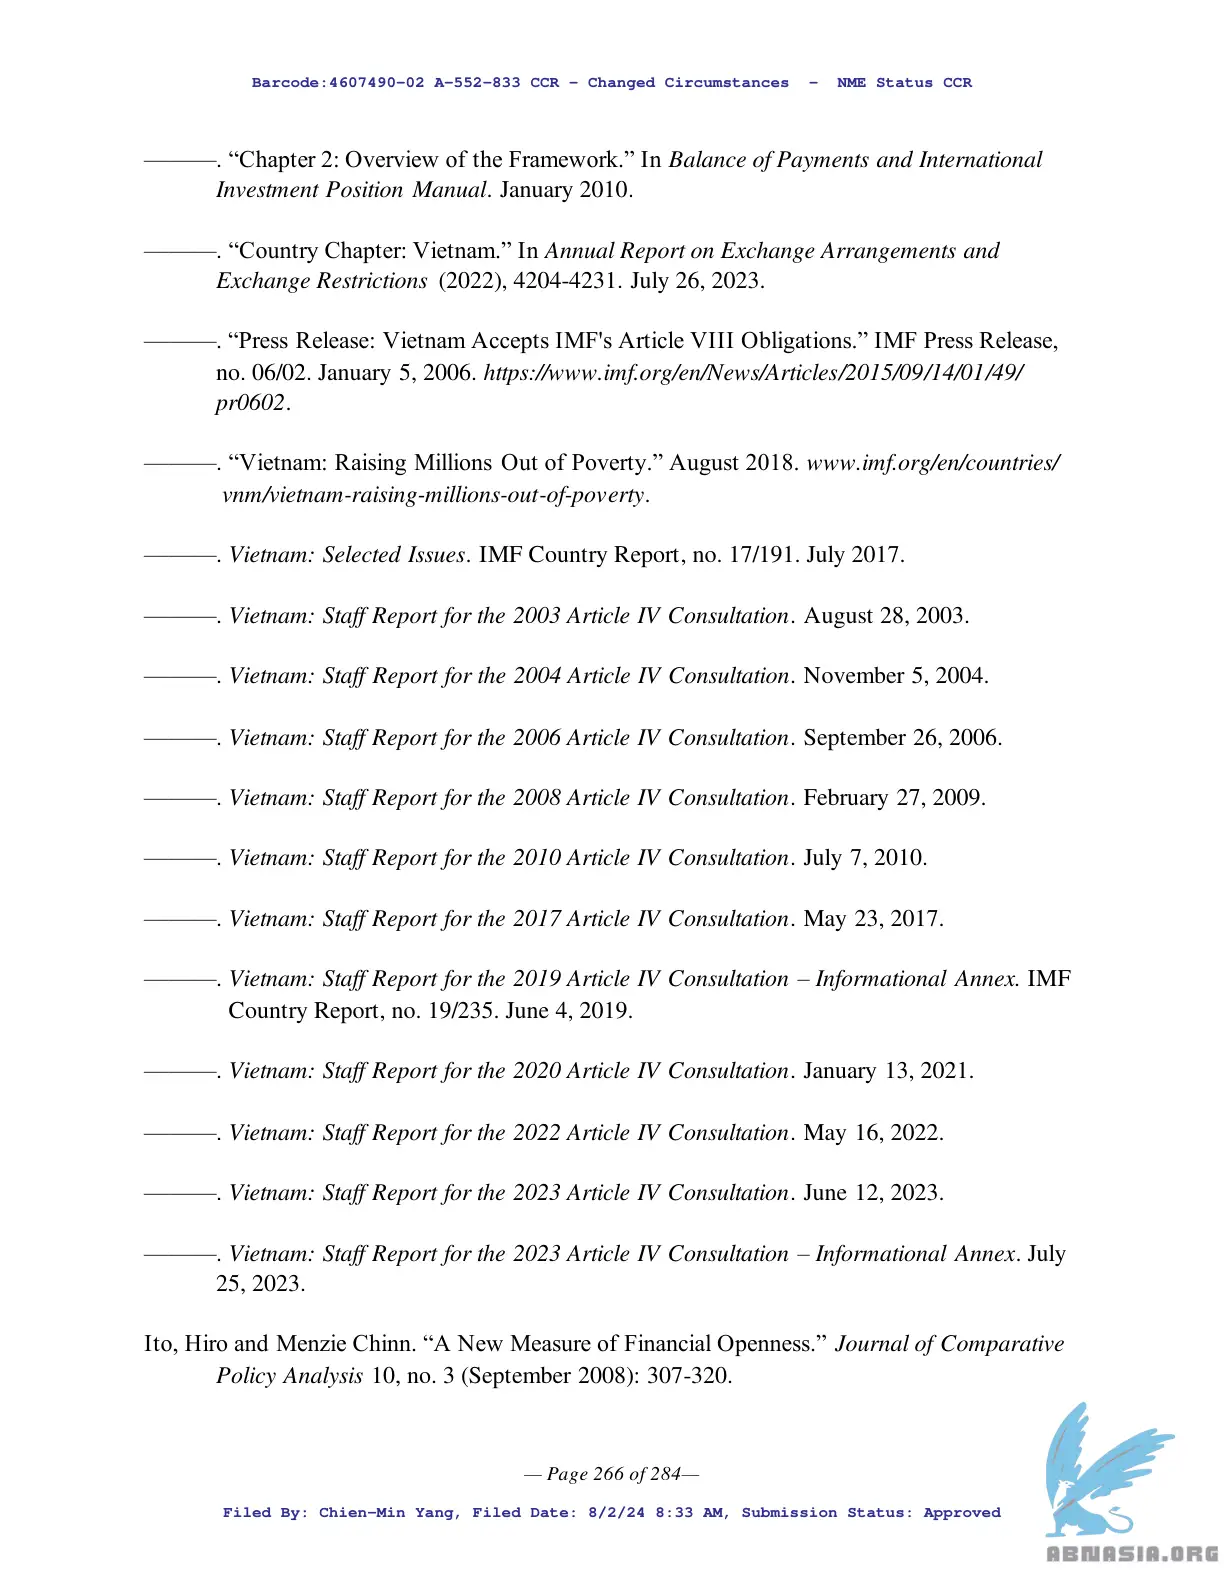 Barcode:4607490-02 A-552-833 CCR - Changed Circumstances - NME Status CCR
———. “Chapter 2: Overview of the Framework.” In Balance of Payments and International
Investment Position Manual. January 2010.
———. “Country Chapter: Vietnam.” In Annual Report on Exchange Arrangements and
Exchange Restrictions (2022), 4204-4231. July 26, 2023.
———. “Press Release: Vietnam Accepts IMF's Article VIII Obligations.” IMF Press Release,
no. 06/02. January 5, 2006. https://www.imf.org/en/News/Articles/2015/09/14/01/49/
pr0602.
———. “Vietnam: Raising Millions Out of Poverty.” August 2018. www.imf.org/en/countries/
vnm/vietnam-raising-millions-out-of-poverty.
———. Vietnam: Selected Issues. IMF Country Report, no. 17/191. July 2017.
———. Vietnam: Staff Report for the 2003 Article IV Consultation. August 28, 2003.
———. Vietnam: Staff Report for the 2004 Article IV Consultation. November 5, 2004.
———. Vietnam: Staff Report for the 2006 Article IV Consultation. September 26, 2006.
———. Vietnam: Staff Report for the 2008 Article IV Consultation. February 27, 2009.
———. Vietnam: Staff Report for the 2010 Article IV Consultation. July 7, 2010.
———. Vietnam: Staff Report for the 2017 Article IV Consultation. May 23, 2017.
———. Vietnam: Staff Report for the 2019 Article IV Consultation – Informational Annex. IMF
Country Report, no. 19/235. June 4, 2019.
———. Vietnam: Staff Report for the 2020 Article IV Consultation. January 13, 2021.
———. Vietnam: Staff Report for the 2022 Article IV Consultation. May 16, 2022.
———. Vietnam: Staff Report for the 2023 Article IV Consultation. June 12, 2023.
———. Vietnam: Staff Report for the 2023 Article IV Consultation – Informational Annex. July
25, 2023.
Ito, Hiro and Menzie Chinn. “A New Measure of Financial Openness.” Journal of Comparative
Policy Analysis 10, no. 3 (September 2008): 307-320.
— Page 266 of 284—
Filed By: Chien-Min Yang, Filed Date: 8/2/24 8:33 AM, Submission Status: Approved
ABNASIA.ORG